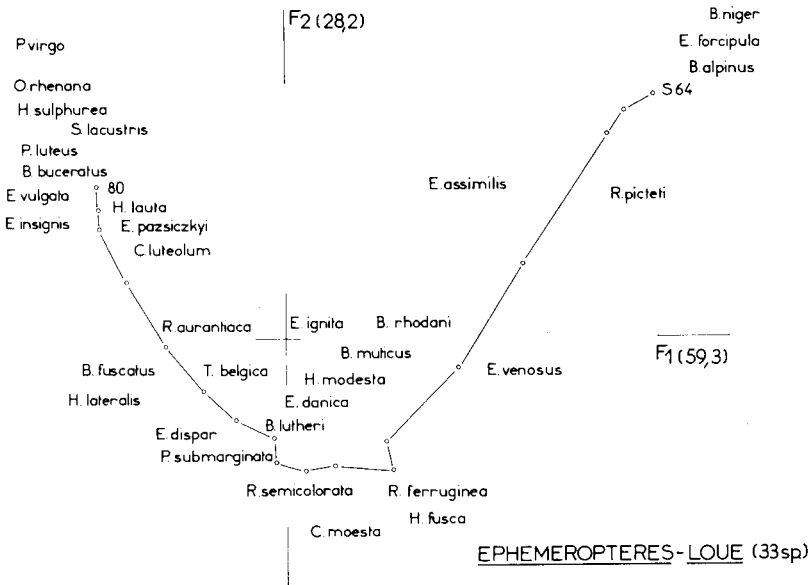 F2 (28,2)
B. niger
P. virgo
E. forcipula
B. alpinus
O. rhenana
S 64
H. sulphurea
S. lacustris
P. luteus
B. buceratus
80
E. vulgata
H. lauta
E. assimilis
R. picteti
E. insignis
E. pazsiczkyi
C. luteolum
R. aurantiaca
E. ignita
B. rhodani
F1 (59,3)
B. muticus
B. fuscatus
T. belgica
H. modesta
E. venosus
H. lateralis
E. danica
E. dispar
B. lutheri
P. submarginata
R. semicolorata
R. ferruginea
H. fusca
C. moesta
EPHEMEROPTERES-LOUE (33sp)